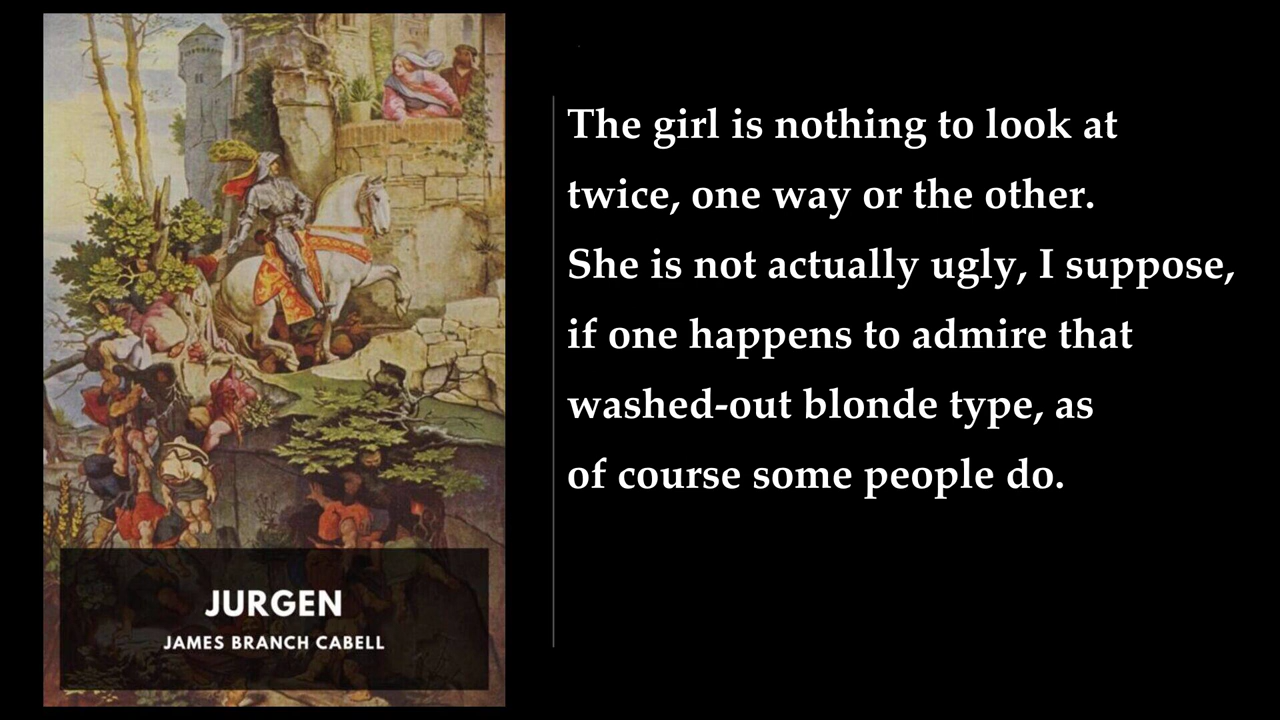 JURGEN
JAMES BRANCH CABELL
The girl is nothing to look at
twice, one way or the other.
She is not actually ugly, I suppose,
if one happens to admire that
washed-out blonde type, as
of course some people do.